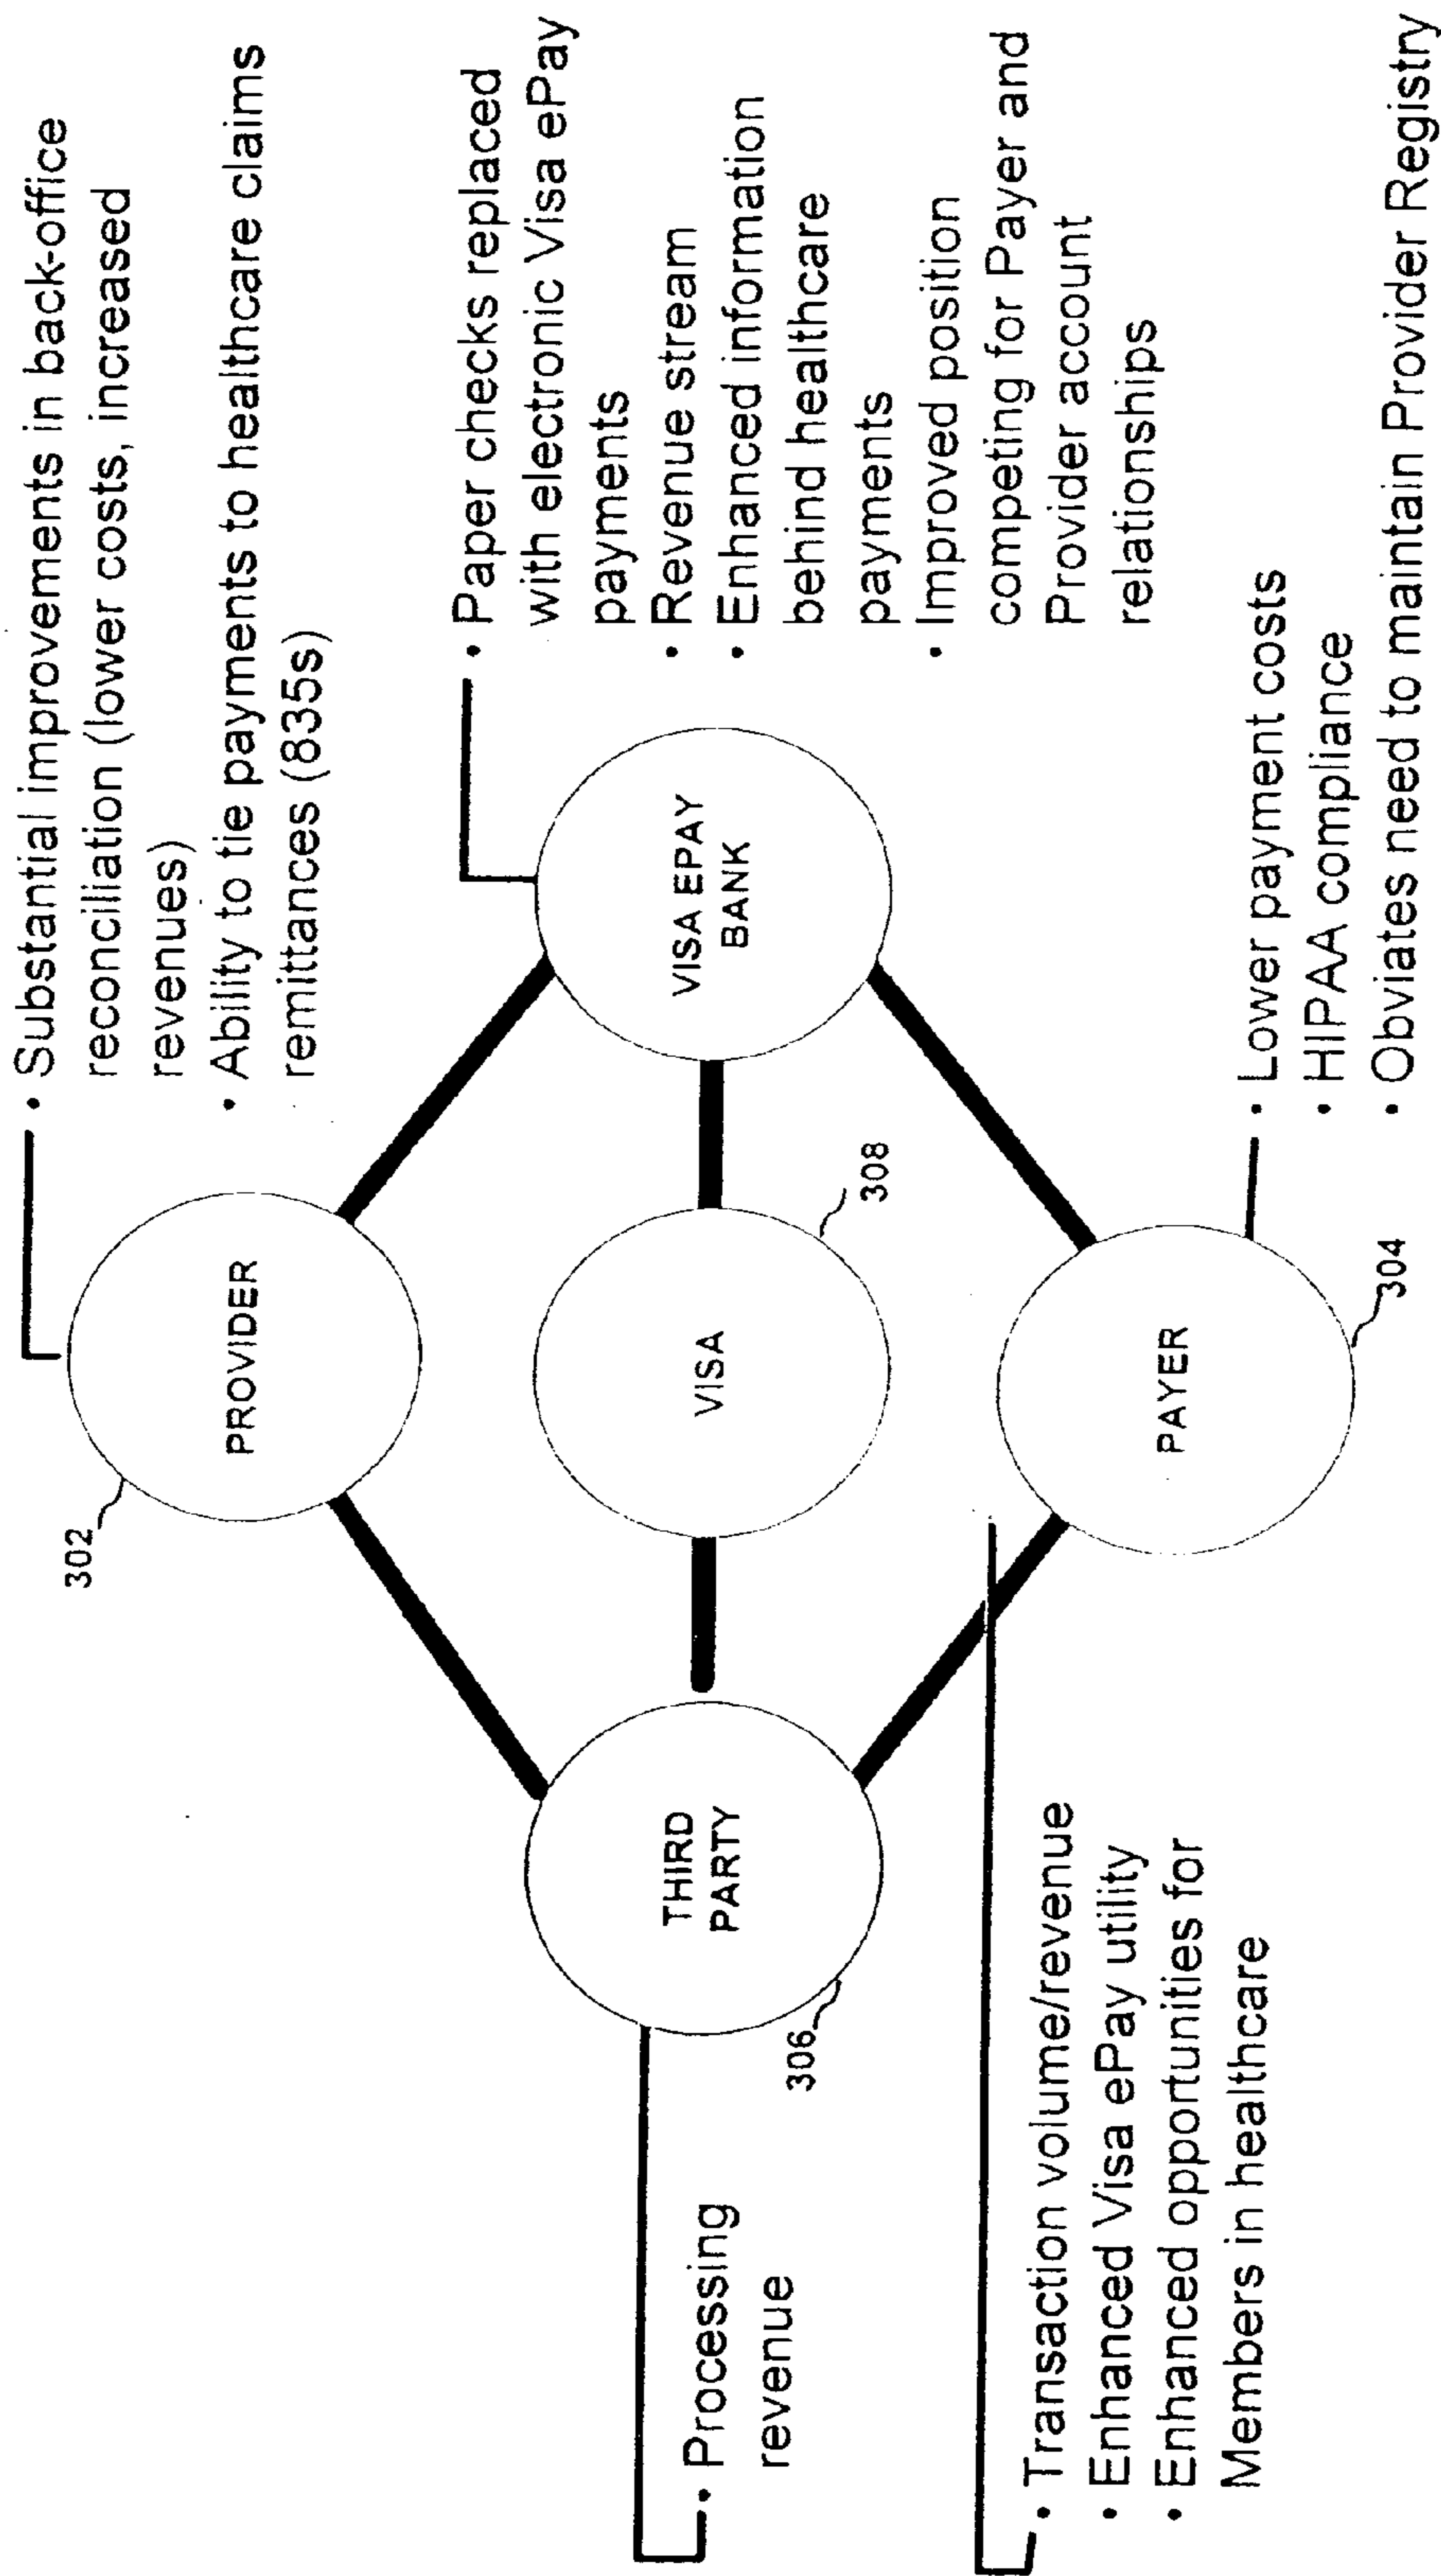 • Substantial improvements in back-office
reconciliation (lower costs, increased
revenues)
• Ability to tie payments to healthcare claims
remittances (835s)
302
PROVIDER
• Paper checks replaced
with electronic Visa ePay
payments
• Revenue stream
• Enhanced information
behind healthcare
payments
• Improved position
competing for Payer and
Provider account
relationships
THIRD
PARTY
306
VISA
308
VISA EPAY
BANK
• Processing
revenue
PAYER
304
• Transaction volume/revenue
• Enhanced Visa ePay utility
• Enhanced opportunities for
Members in healthcare
• Lower payment costs
• HIPAA compliance
• Obviates need to maintain Provider Registry